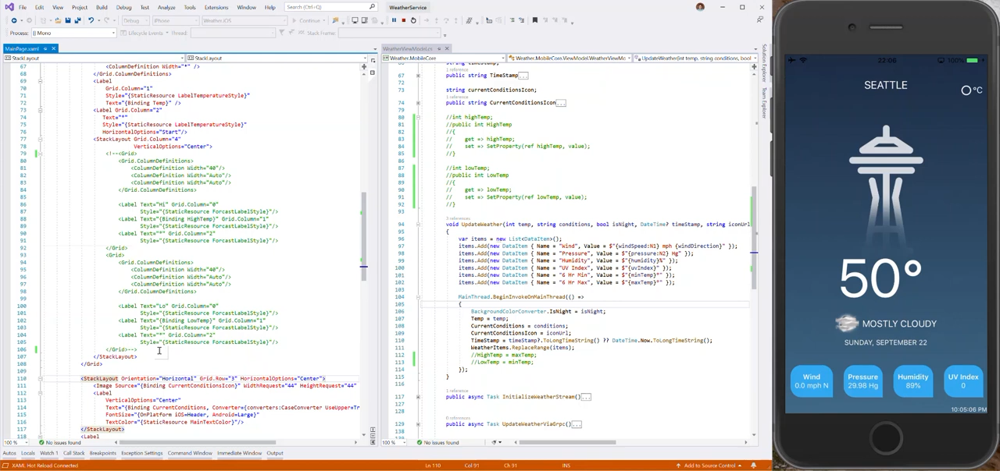 File Edit View Project Build Debug Test Analyze Tools Extensions Window Help Search (Ctrl+Q) WeatherService
Debug iPhone Weather.iOS Continue
Process: || Mono Lifecycle Events Thread: Stack Frame:
MainPage.xaml
WeatherViewModel.cs
StackLayout StackLayout
Weather.MobileCore Weather.MobileCore.ViewModel.WeatherViewMo UpdateWeather(int temp, string conditions, bool
67 <ColumnDefinition Width="*" />
68 </Grid.ColumnDefinitions>
69 <Label
70 Grid.Column="1"
71 Style="{StaticResource LabelTemperatureStyle}"
72 Text="{Binding Temp}" />
73 <Label Grid.Column="2"
74 Text="°"
75 Style="{StaticResource LabelTemperatureStyle}"
76 HorizontalOptions="Start"/>
77 <StackLayout Grid.Column="4"
78 VerticalOptions="Center">
79 <!--<Grid>
80 <Grid.ColumnDefinitions>
81 <ColumnDefinition Width="40"/>
82 <ColumnDefinition Width="Auto"/>
83 <ColumnDefinition Width="Auto"/>
84 </Grid.ColumnDefinitions>
85
86 <Label Text="Hi" Grid.Column="0"
87 Style="{StaticResource ForcastLabelStyle}"/>
88 <Label Text="{Binding HighTemp}" Grid.Column="1"
89 Style="{StaticResource ForcastLabelStyle}"/>
90 <Label Text="°" Grid.Column="2"
91 Style="{StaticResource ForcastLabelStyle}"/>
92 </Grid>
93 <Grid>
94 <Grid.ColumnDefinitions>
95 <ColumnDefinition Width="40"/>
96 <ColumnDefinition Width="Auto"/>
97 <ColumnDefinition Width="Auto"/>
98 </Grid.ColumnDefinitions>
99
100 <Label Text="Lo" Grid.Column="0"
101 Style="{StaticResource ForcastLabelStyle}"/>
102 <Label Text="{Binding LowTemp}" Grid.Column="1"
103 Style="{StaticResource ForcastLabelStyle}"/>
104 <Label Text="°" Grid.Column="2"
105 Style="{StaticResource ForcastLabelStyle}"/>
106 </Grid>-->
107 </StackLayout>
108 </Grid>
109
110 <StackLayout Orientation="Horizontal" Grid.Row="3" HorizontalOptions="Center">
111 <Image Source="{Binding CurrentConditionsIcon}" WidthRequest="44" HeightRequest="44"
112 <Label
113 VerticalOptions="Center"
114 Text="{Binding CurrentConditions, Converter={converters:CaseConverter UseUpper=Tr
115 FontSize="{OnPlatform iOS=Header, Android=Large}"
116 TextColor="{StaticResource MainTextColor}"/>
117 </StackLayout>
118 <Label
1 reference
67 public string TimeStamp...
72
73 string currentConditionsIcon;
1 reference
74 public string CurrentConditionsIcon...
79
80 //int highTemp;
81 //public int HighTemp
82 //{
83 // get => highTemp;
84 // set => SetProperty(ref highTemp, value);
85 //}
86
87 //int lowTemp;
88 //public int LowTemp
89 //{
90 // get => lowTemp;
91 // set => SetProperty(ref lowTemp, value);
92 //}
93
3 references
94 void UpdateWeather(int temp, string conditions, bool isNight, DateTime? timeStamp, string iconUrl
95 {
96 var items = new List<DataItem>();
97 items.Add(new DataItem { Name = "Wind", Value = $"{windSpeed:N1} mph {windDirection}" });
98 items.Add(new DataItem { Name = "Pressure", Value = $"{pressure:N2} Hg" });
99 items.Add(new DataItem { Name = "Humidity", Value = $"{humidity}%" });
100 items.Add(new DataItem { Name = "UV Index", Value = $"{uvIndex}" });
101 items.Add(new DataItem { Name = "6 Hr Min", Value = $"{minTemp}°" });
102 items.Add(new DataItem { Name = "6 Hr Max", Value = $"{maxTemp}°" });
103
104 MainThread.BeginInvokeOnMainThread(() =>
105 {
106 BackgroundColorConverter.IsNight = isNight;
107 Temp = temp;
108 CurrentConditions = conditions;
109 CurrentConditionsIcon = iconUrl;
110 TimeStamp = timeStamp?.ToLongTimeString() ?? DateTime.Now.ToLongTimeString();
111 WeatherItems.ReplaceRange(items);
112 //HighTemp = maxTemp;
113 //LowTemp = minTemp;
114 });
115 }
116
1 reference
117 public async Task InitializeWeatherStream()...
128
0 references
129 public async Task UpdateWeatherViaGrpc()...
138
100 % No issues found
100 % No issues found
Autos Locals Watch 1 Call Stack Breakpoints Exception Settings Command Window Immediate Window Output
XAML Hot Reload Connected Ln 110 Col 91 Ch 91 INS Add to Source Control
Solution Explorer
Team Explorer
22:06 100%
SEATTLE
°C
50°
MOSTLY CLOUDY
SUNDAY, SEPTEMBER 22
Wind Pressure Humidity UV Index
0.0 mph N 29.98 Hg 89% 0
10:05:06 PM